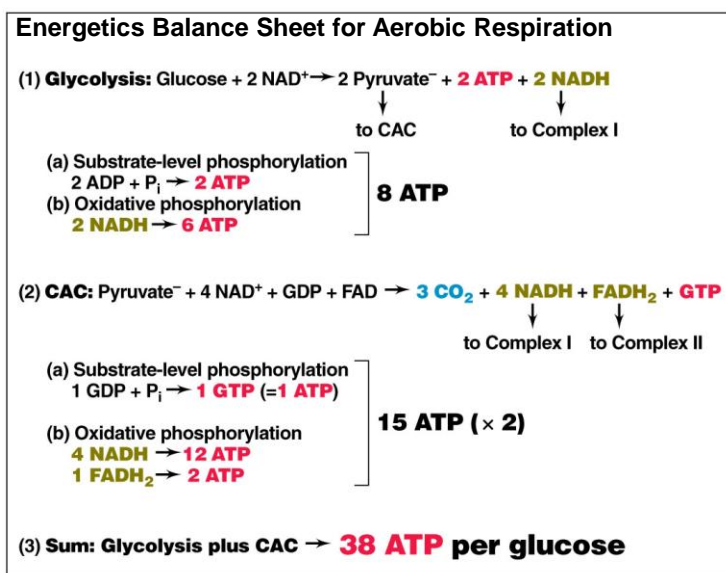 Energetics Balance Sheet for Aerobic Respiration
(1) Glycolysis: Glucose + 2 NAD⁺→ 2 Pyruvate⁻ + 2 ATP + 2 NADH
to CAC to Complex I
(a) Substrate-level phosphorylation
2 ADP + Pᵢ → 2 ATP
(b) Oxidative phosphorylation
2 NADH → 6 ATP
8 ATP
(2) CAC: Pyruvate⁻ + 4 NAD⁺ + GDP + FAD → 3 CO₂ + 4 NADH + FADH₂ + GTP
to Complex I to Complex II
(a) Substrate-level phosphorylation
1 GDP + Pᵢ → 1 GTP (=1 ATP)
(b) Oxidative phosphorylation
4 NADH → 12 ATP
1 FADH₂ → 2 ATP
15 ATP (× 2)
(3) Sum: Glycolysis plus CAC → 38 ATP per glucose